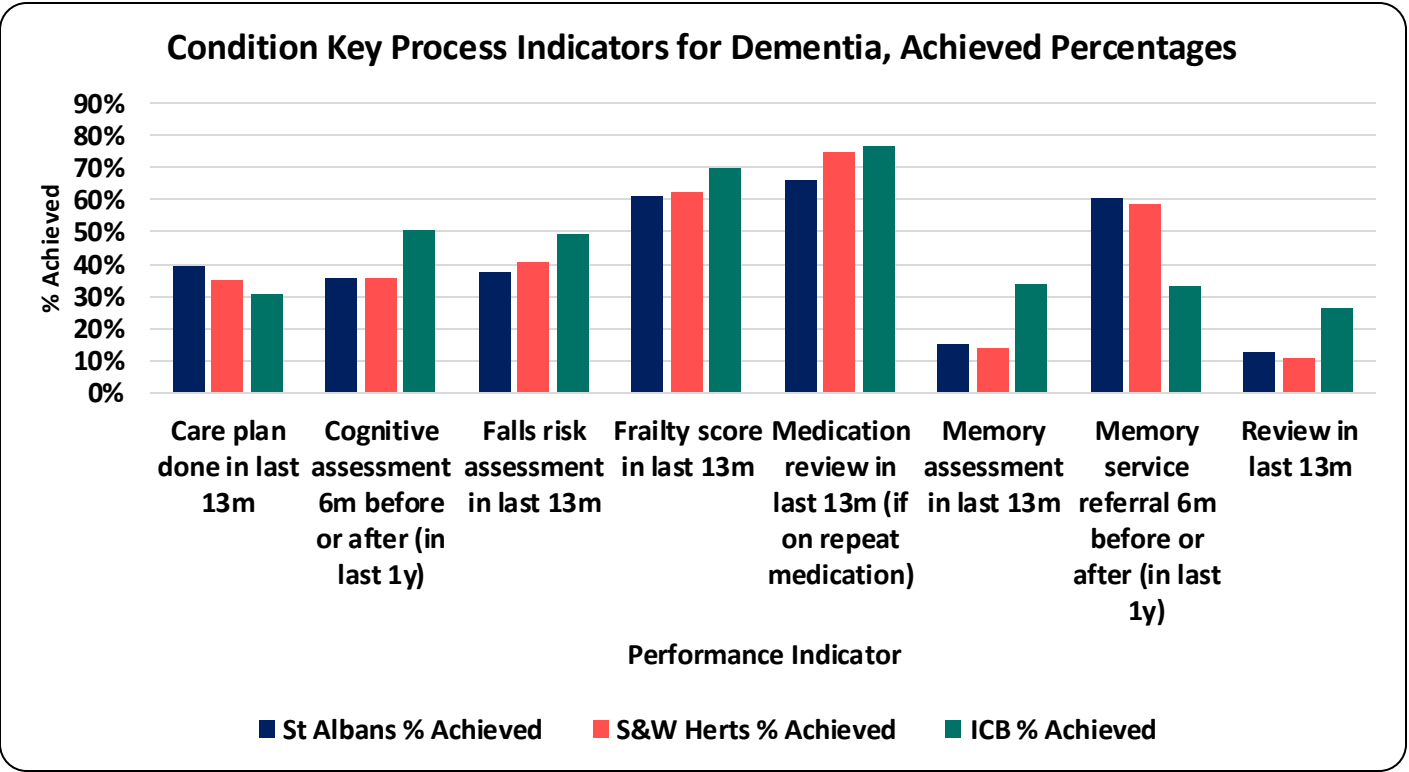 Condition Key Process Indicators for Dementia, Achieved Percentages
90%
80%
70%
60%
50%
40%
30%
20%
10%
0%
% Achieved
Care plan
done in last
13m
Cognitive
assessment
6m before
or after (in
last 1y)
Falls risk
assessment
in last 13m
Frailty score
in last 13m
Medication
review in
last 13m (if
on repeat
medication)
Memory
assessment
in last 13m
Memory
service
referral 6m
before or
after (in last
1y)
Review in
last 13m
Performance Indicator
St Albans % Achieved
S&W Herts % Achieved
ICB % Achieved